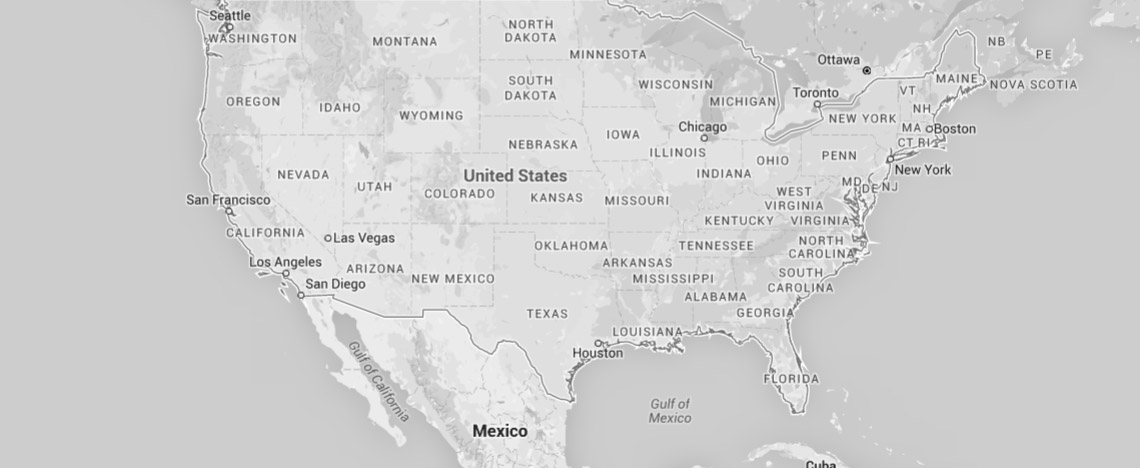 Seattle
WASHINGTON
MONTANA
NORTH
DAKOTA
MINNESOTA
Ottawa
NB
PE
SOUTH
DAKOTA
WISCONSIN
MICHIGAN
Toronto
VT
MAINE
NOVA SCOTIA
OREGON
IDAHO
WYOMING
NH
NEW YORK
Chicago
IOWA
MA
Boston
NEBRASKA
ILLINOIS
CT RI
OHIO
PENN
NEVADA
United States
INDIANA
New York
UTAH
COLORADO
KANSAS
MISSOURI
WEST
VIRGINIA
MD
DE
NJ
San Francisco
CALIFORNIA
KENTUCKY
VIRGINIA
Las Vegas
OKLAHOMA
TENNESSEE
NORTH
CAROLINA
Los Angeles
ARIZONA
NEW MEXICO
ARKANSAS
MISSISSIPPI
SOUTH
CAROLINA
San Diego
ALABAMA
TEXAS
GEORGIA
LOUISIANA
Houston
Gulf of California
FLORIDA
Gulf of
Mexico
Mexico
Cuba